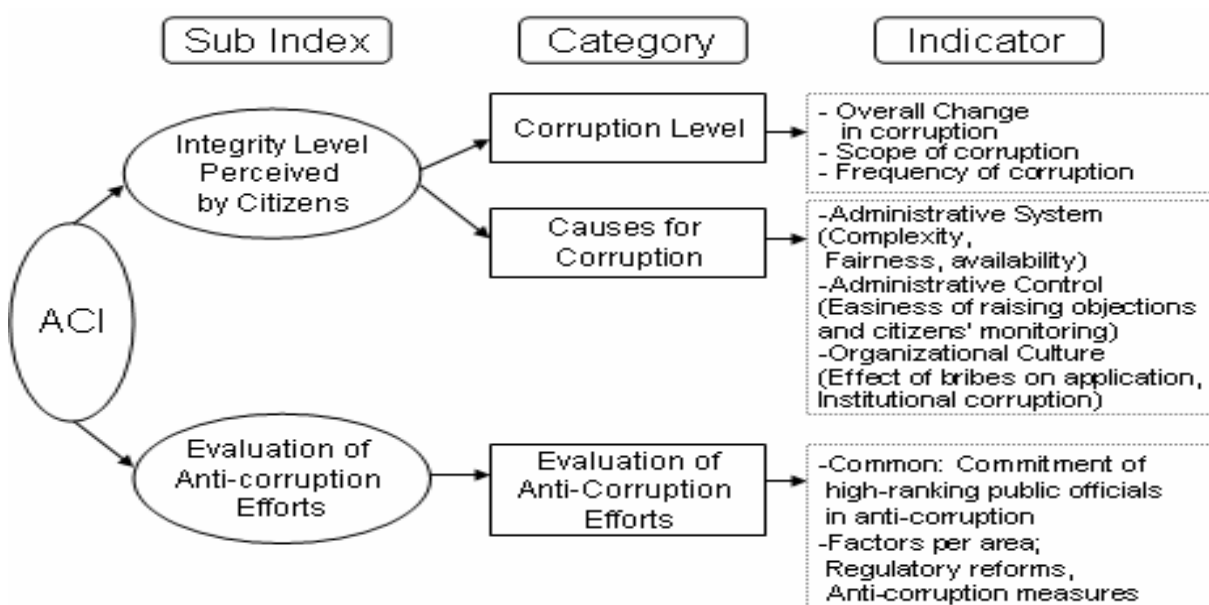 Sub Index
Category
Indicator
ACI
Integrity Level
Perceived
by Citizens
Corruption Level
- Overall Change
in corruption
- Scope of corruption
- Frequency of corruption
Causes for
Corruption
-Administrative System
(Complexity,
Fairness, availability)
-Administrative Control
(Easiness of raising objections
and citizens' monitoring)
-Organizational Culture
(Effect of bribes on application,
Institutional corruption)
Evaluation of
Anti-corruption
Efforts
Evaluation of
Anti-Corruption
Efforts
-Common: Commitment of
high-ranking public officials
in anti-corruption
-Factors per area;
Regulatory reforms,
Anti-corruption measures